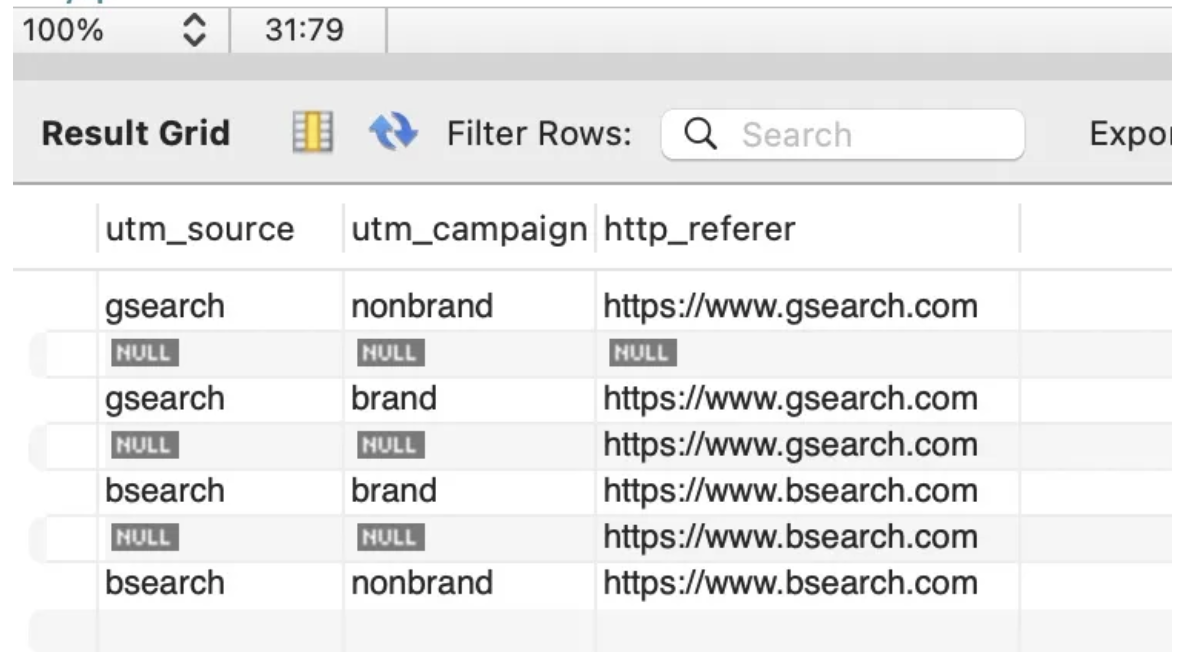 100% 31:79
Result Grid Filter Rows: Search Expor
utm_source utm_campaign http_referer
gsearch nonbrand https://www.gsearch.com
NULL NULL NULL
gsearch brand https://www.gsearch.com
NULL NULL https://www.gsearch.com
bsearch brand https://www.bsearch.com
NULL NULL https://www.bsearch.com
bsearch nonbrand https://www.bsearch.com